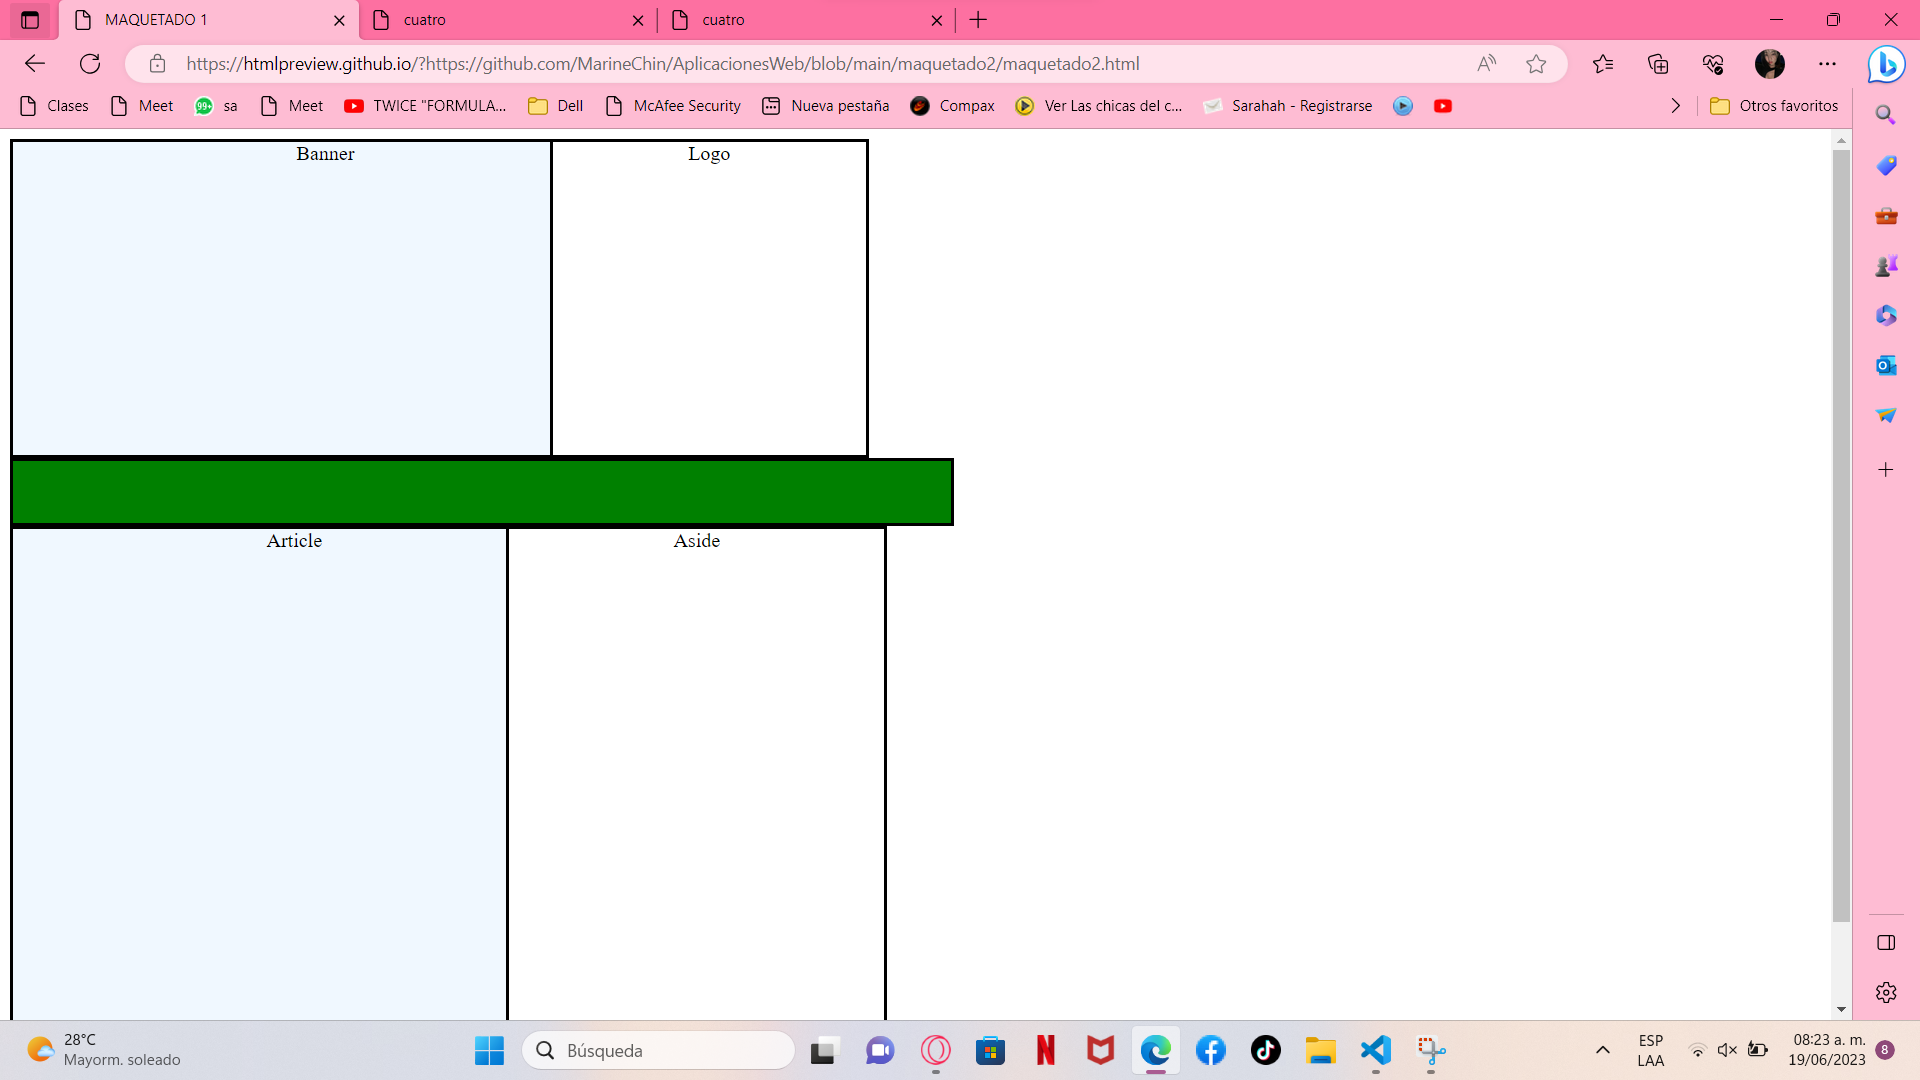 MAQUETADO 1
cuatro
cuatro
https://htmlpreview.github.io/?https://github.com/MarineChin/AplicacionesWeb/blob/main/maquetado2/maquetado2.html
Clases
Meet
99+
sa
Meet
TWICE "FORMULA...
Dell
McAfee Security
Nueva pestaña
Compax
Ver Las chicas del c...
Sarahah - Registrarse
Otros favoritos
Banner
Logo
Article
Aside
28°C
Mayorm. soleado
Búsqueda
ESP
LAA
08:23 a. m.
19/06/2023
8